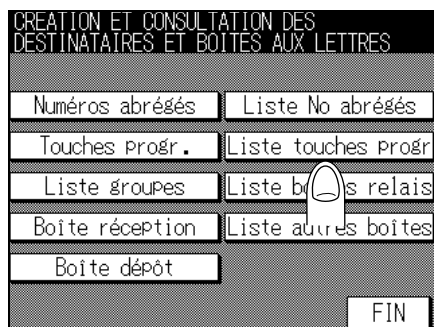 CREATION ET CONSULTATION DES
DESTINATAIRES ET BOITES AUX LETTRES
Numéros abrégés
Liste No abrégés
Touches progr.
Liste touches progr
Liste groupes
Liste relais
Boîte réception
Liste autres boîtes
Boîte dépôt
FIN